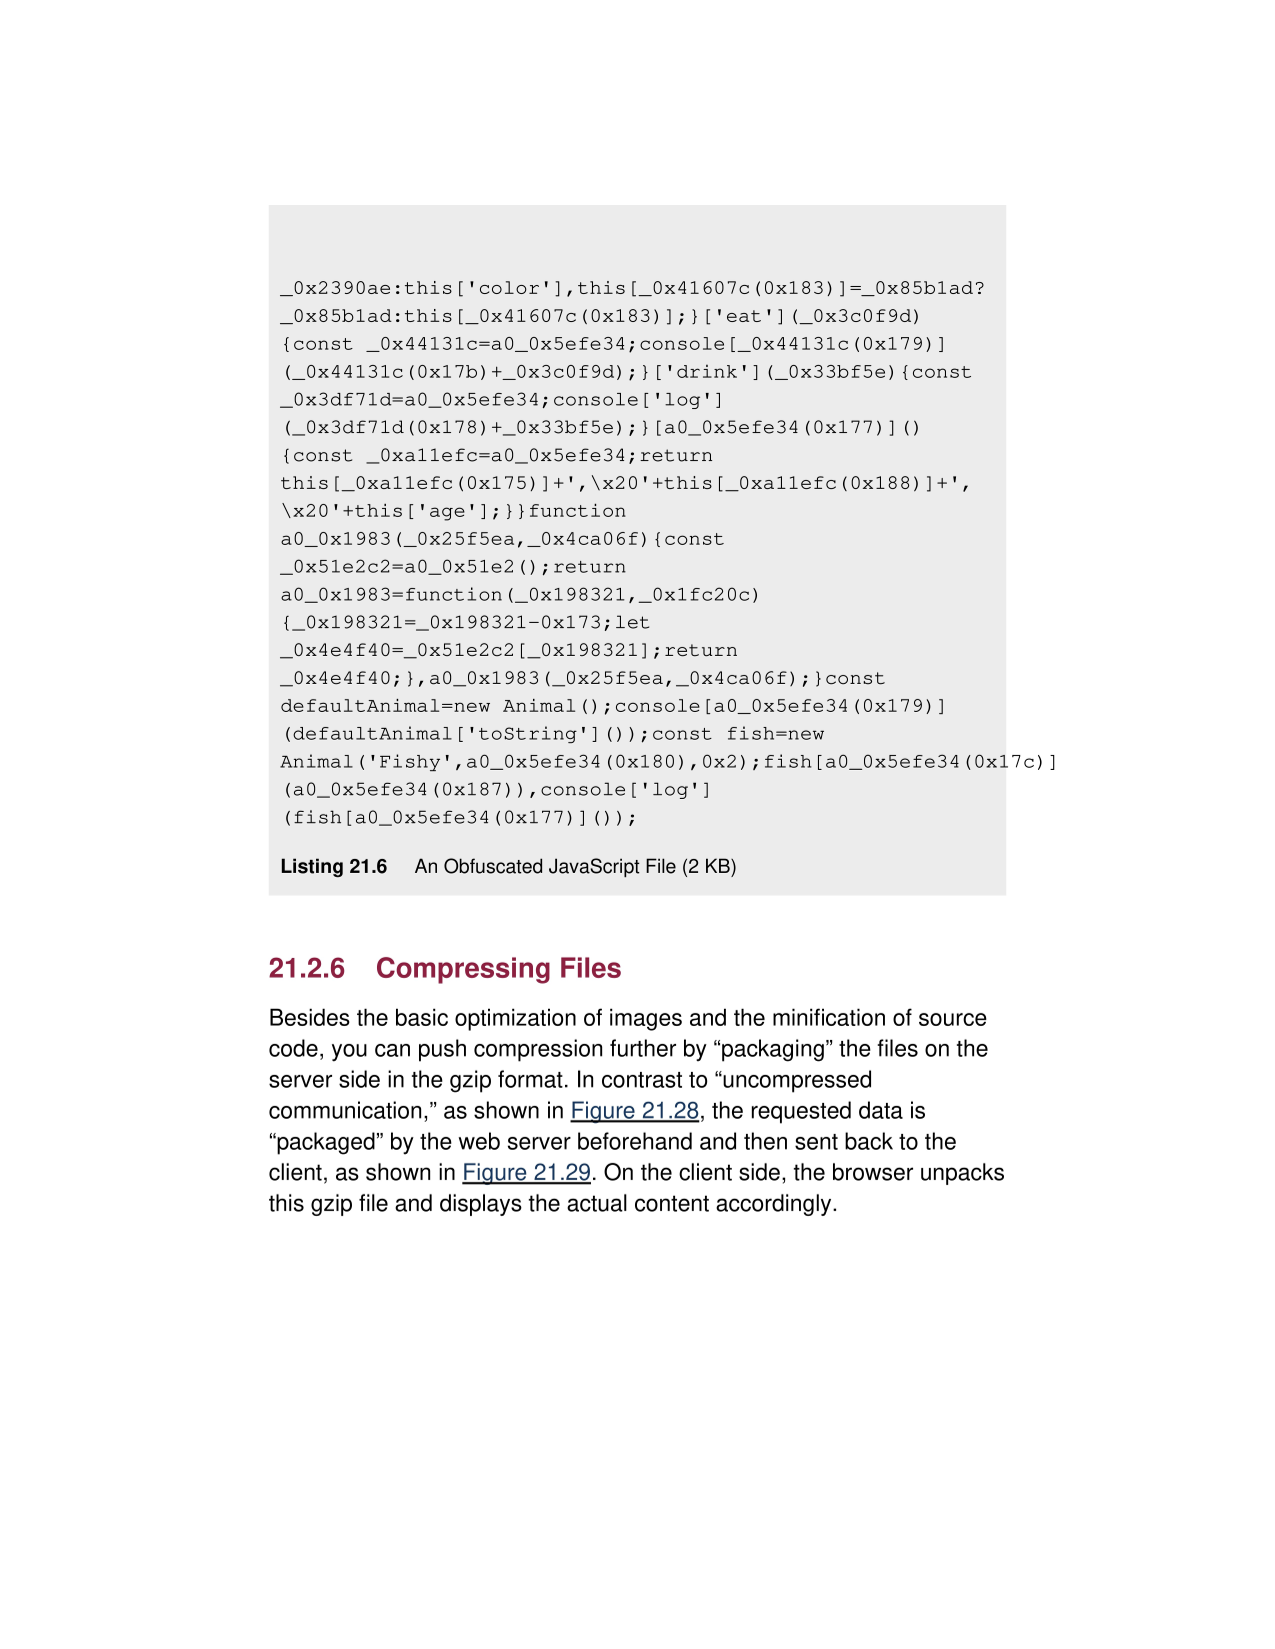 _0x2390ae:this['color'],this[_0x41607c(0x183)]=_0x85b1ad?
_0x85b1ad:this[_0x41607c(0x183)];}['eat'](_0x3c0f9d)
{const _0x44131c=a0_0x5efe34;console[_0x44131c(0x179)]
(_0x44131c(0x17b)+_0x3c0f9d);}['drink'](_0x33bf5e){const
_0x3df71d=a0_0x5efe34;console['log']
(_0x3df71d(0x178)+_0x33bf5e);}[a0_0x5efe34(0x177)]()
{const _0xa11efc=a0_0x5efe34;return
this[_0xa11efc(0x175)]+',\x20'+this[_0xa11efc(0x188)]+',
\x20'+this['age'];}}function
a0_0x1983(_0x25f5ea,_0x4ca06f){const
_0x51e2c2=a0_0x51e2();return
a0_0x1983=function(_0x198321,_0x1fc20c)
{_0x198321=_0x198321-0x173;let
_0x4e4f40=_0x51e2c2[_0x198321];return
_0x4e4f40;},a0_0x1983(_0x25f5ea,_0x4ca06f);}const
defaultAnimal=new Animal();console[a0_0x5efe34(0x179)]
(defaultAnimal['toString']());const fish=new
Animal('Fishy',a0_0x5efe34(0x180),0x2);fish[a0_0x5efe34(0x17c)]
(a0_0x5efe34(0x187)),console['log']
(fish[a0_0x5efe34(0x177)]());
Listing 21.6 An Obfuscated JavaScript File (2 KB)
21.2.6 Compressing Files
Besides the basic optimization of images and the minification of source
code, you can push compression further by “packaging” the files on the
server side in the gzip format. In contrast to “uncompressed
communication,” as shown in Figure 21.28, the requested data is
“packaged” by the web server beforehand and then sent back to the
client, as shown in Figure 21.29. On the client side, the browser unpacks
this gzip file and displays the actual content accordingly.